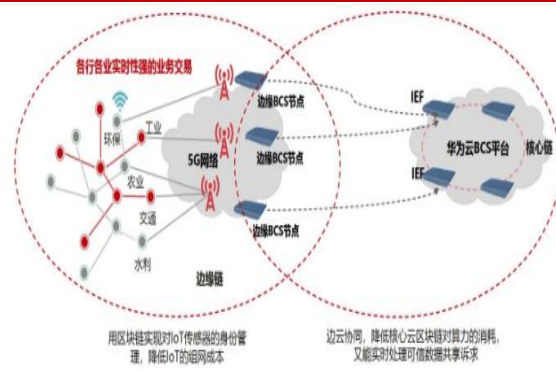 各行各业实时性强的业务交易
环保
工业
农业
交通
水利
5G网络
边缘链
边缘BCS节点
边缘BCS节点
边缘BCS节点
IEF
IEF
华为云BCS平台
核心链
用区块链实现对IoT传感器的身份管
理，降低IoT的组网成本
边云协同，降低核心云区块链对算力的消耗，
又能实时处理可信数据共享诉求